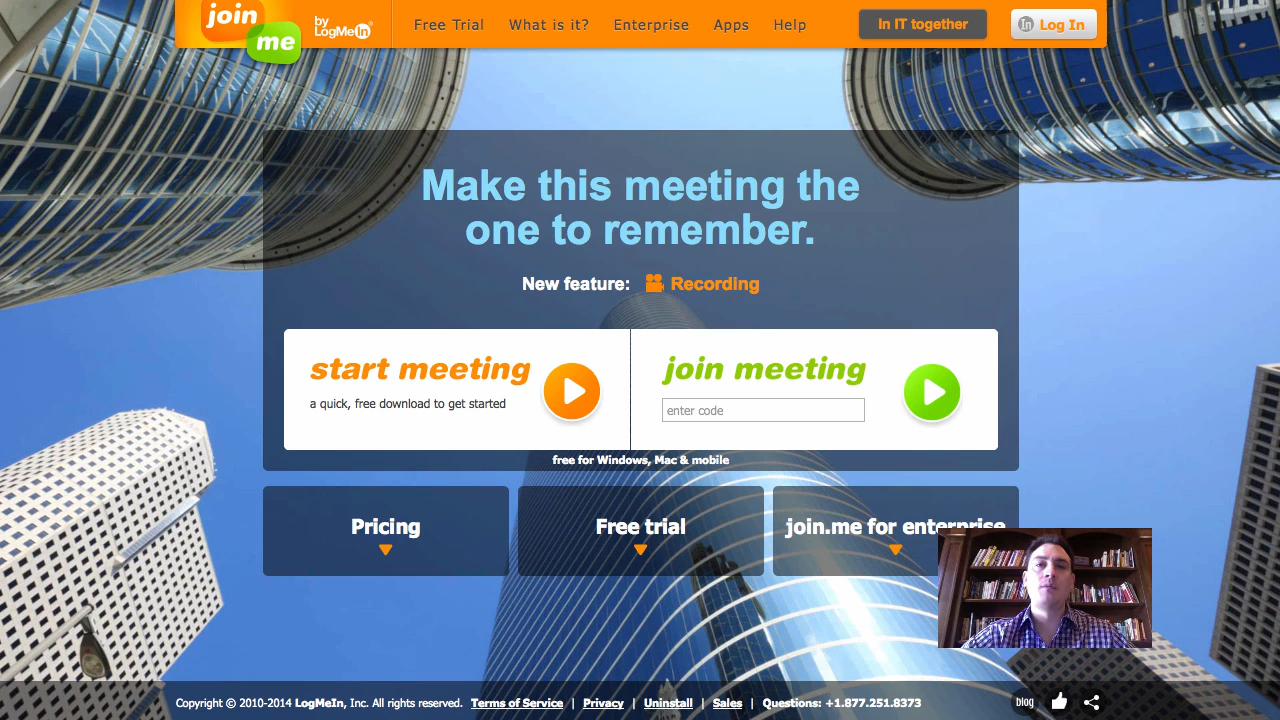 join
me
by
LogMeIn®
Free Trial
What is it?
Enterprise
Apps
Help
In IT together
In Log In
Make this meeting the
one to remember.
New feature: Recording
start meeting
a quick, free download to get started
join meeting
enter code
free for Windows, Mac & mobile
Pricing
Free trial
join.me for enterprise
Copyright © 2010-2014 LogMeIn, Inc. All rights reserved. Terms of Service | Privacy | Uninstall | Sales | Questions: +1.877.251.8373
blog